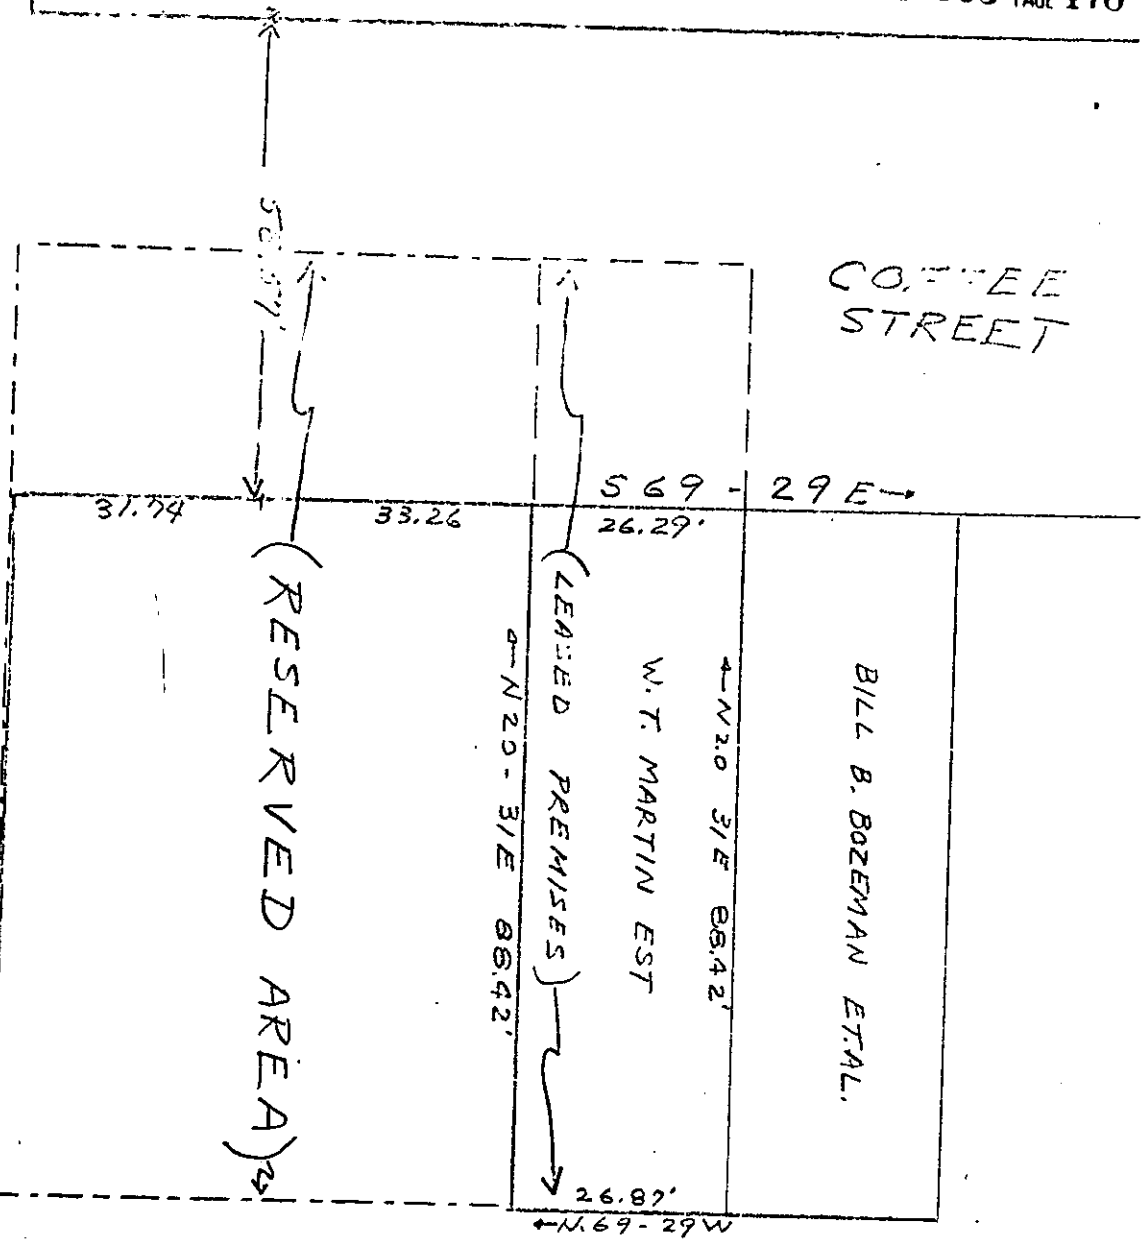 170
COFFEE
STREET
S 69 - 29 E
31.74
33.26
26.29'
(RESERVED AREA)
(LEASED PREMISES)
N 20 - 31 E 88.42'
W. T. MARTIN EST
N 20 31 E 88.42'
BILL B. BOZEMAN ET. AL.
26.87'
N. 69 - 29 W